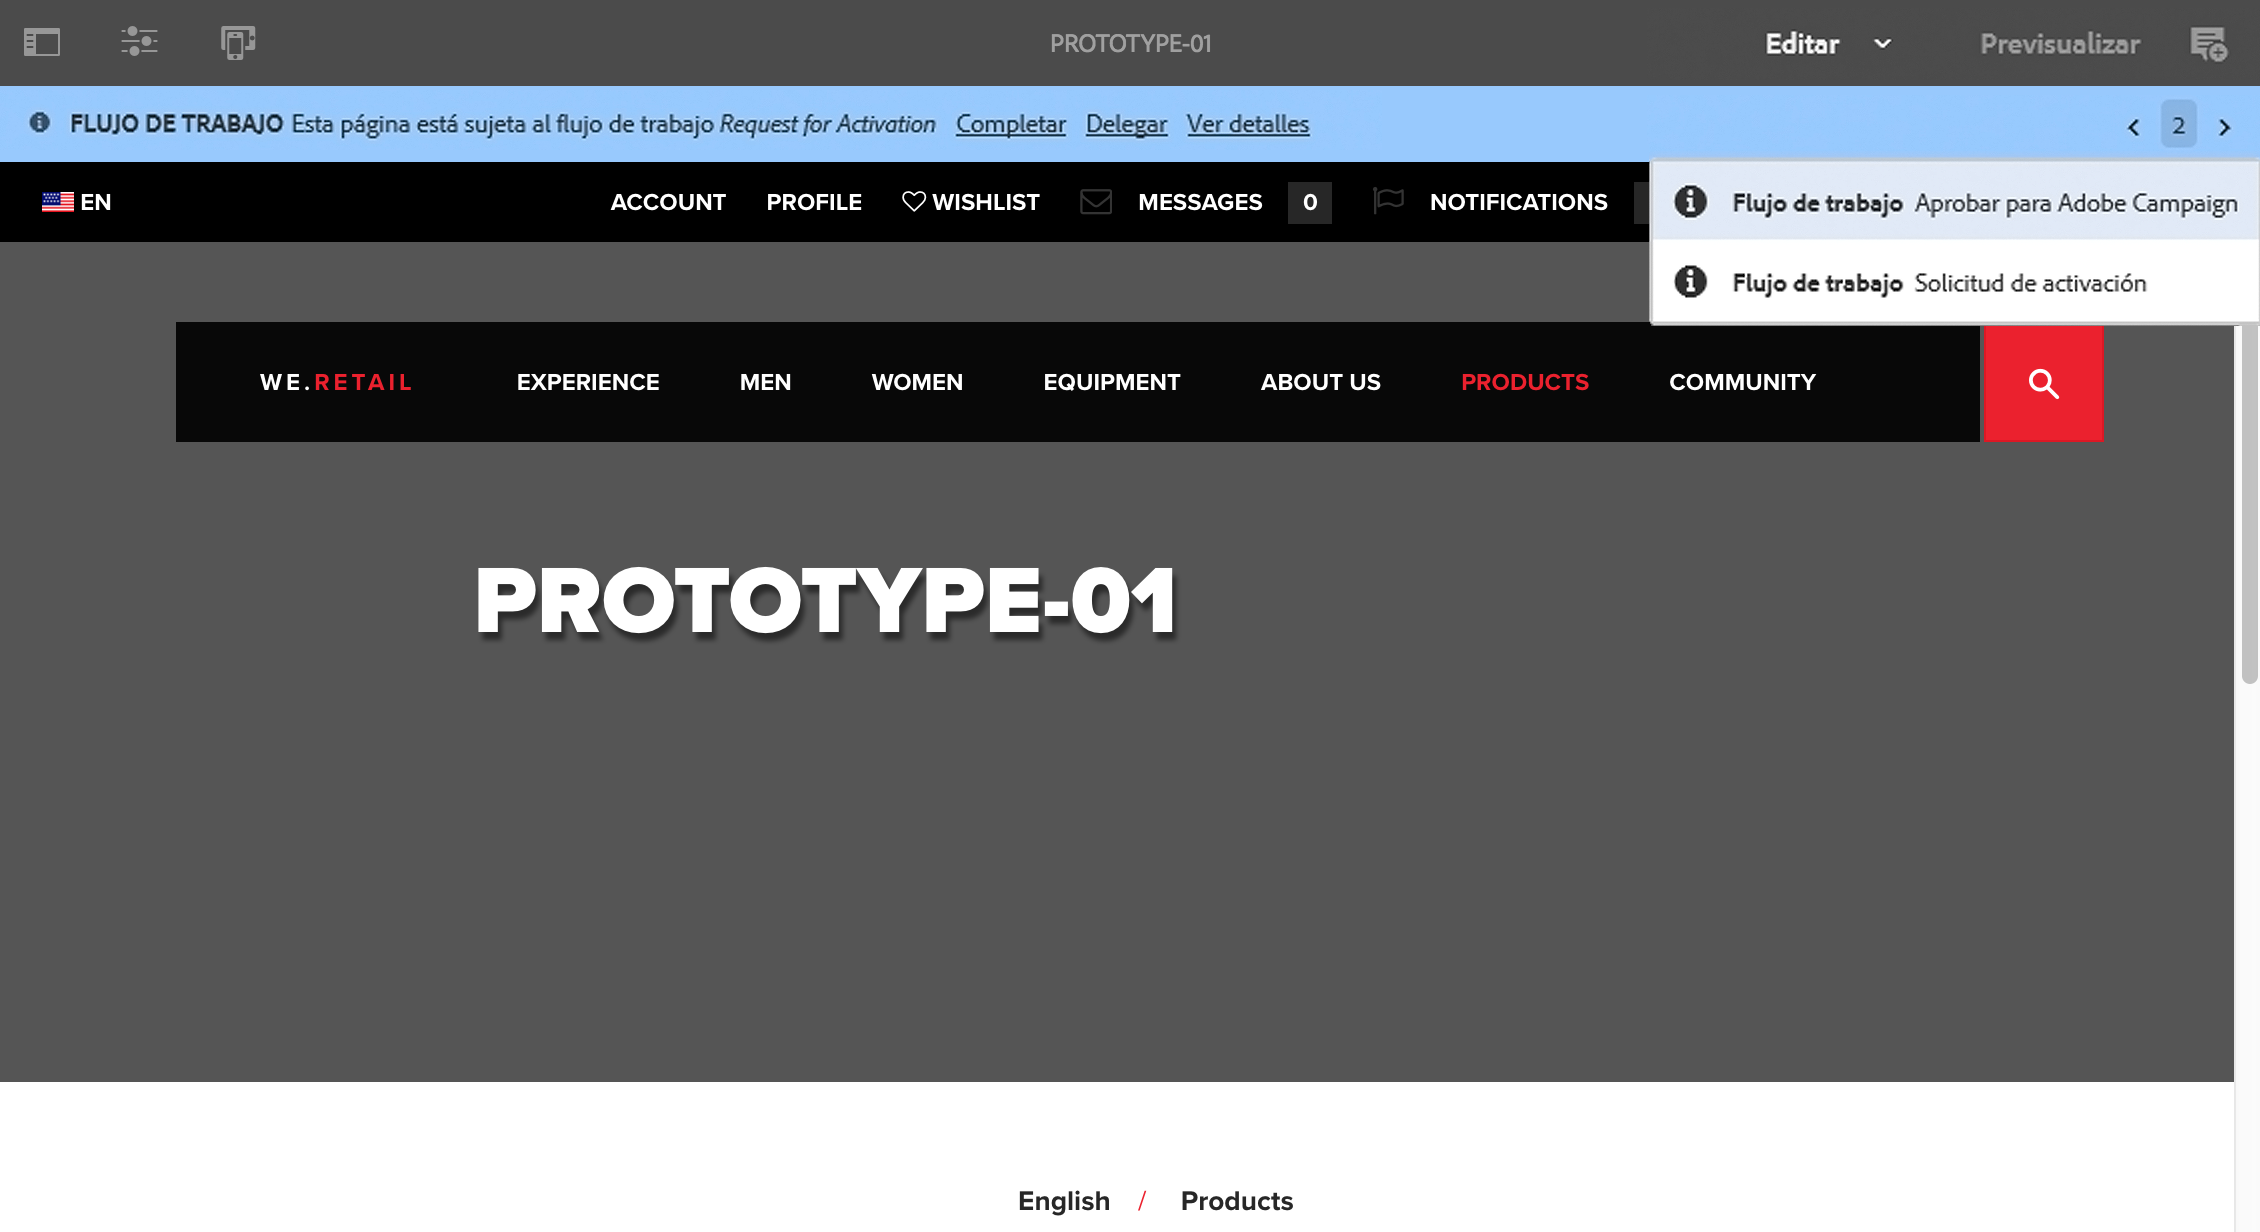 PROTOTYPE-01 Editar Previsualizar
FLUJO DE TRABAJO Esta página está sujeta al flujo de trabajo Request for Activation Completar Delegar Ver detalles 2
EN ACCOUNT PROFILE WISHLIST MESSAGES 0 NOTIFICATIONS
Flujo de trabajo Aprobar para Adobe Campaign
Flujo de trabajo Solicitud de activación
WE.RETAIL EXPERIENCE MEN WOMEN EQUIPMENT ABOUT US PRODUCTS COMMUNITY
PROTOTYPE-01
English / Products